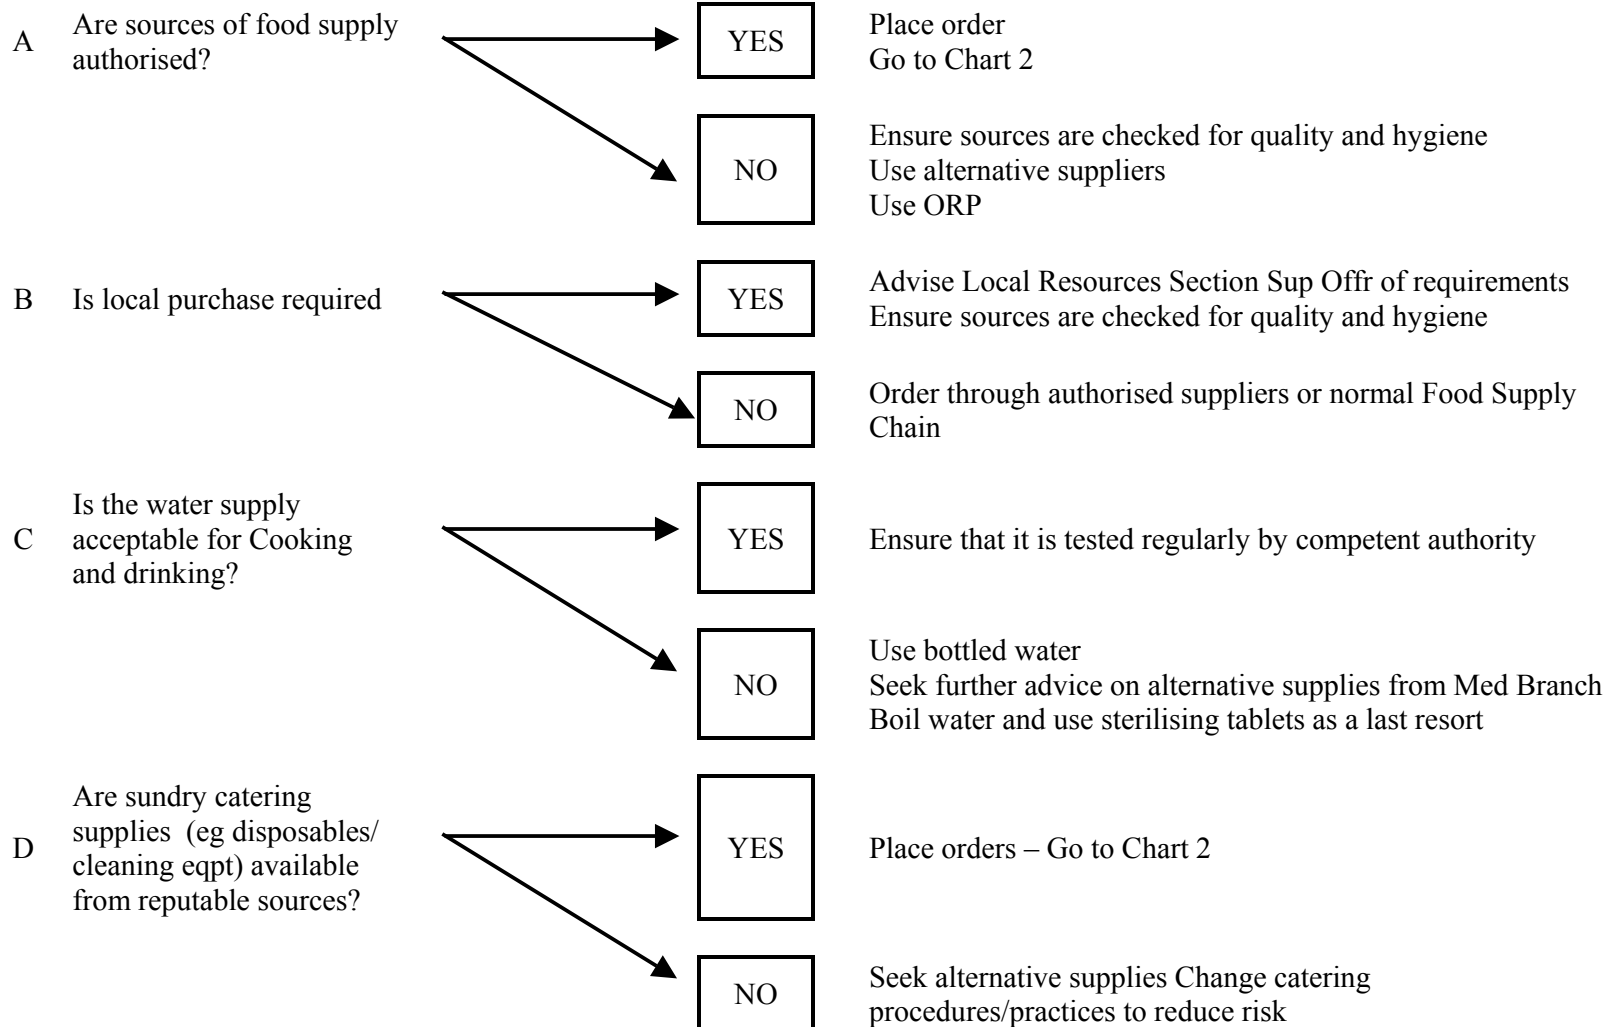 A
Are sources of food supply
authorised?
YES
Place order
Go to Chart 2
NO
Ensure sources are checked for quality and hygiene
Use alternative suppliers
Use ORP
B
Is local purchase required
YES
Advise Local Resources Section Sup Offr of requirements
Ensure sources are checked for quality and hygiene
NO
Order through authorised suppliers or normal Food Supply
Chain
C
Is the water supply
acceptable for Cooking
and drinking?
YES
Ensure that it is tested regularly by competent authority
NO
Use bottled water
Seek further advice on alternative supplies from Med Branch
Boil water and use sterilising tablets as a last resort
D
Are sundry catering
supplies  (eg disposables/
cleaning eqpt) available
from reputable sources?
YES
Place orders – Go to Chart 2
NO
Seek alternative supplies Change catering
procedures/practices to reduce risk